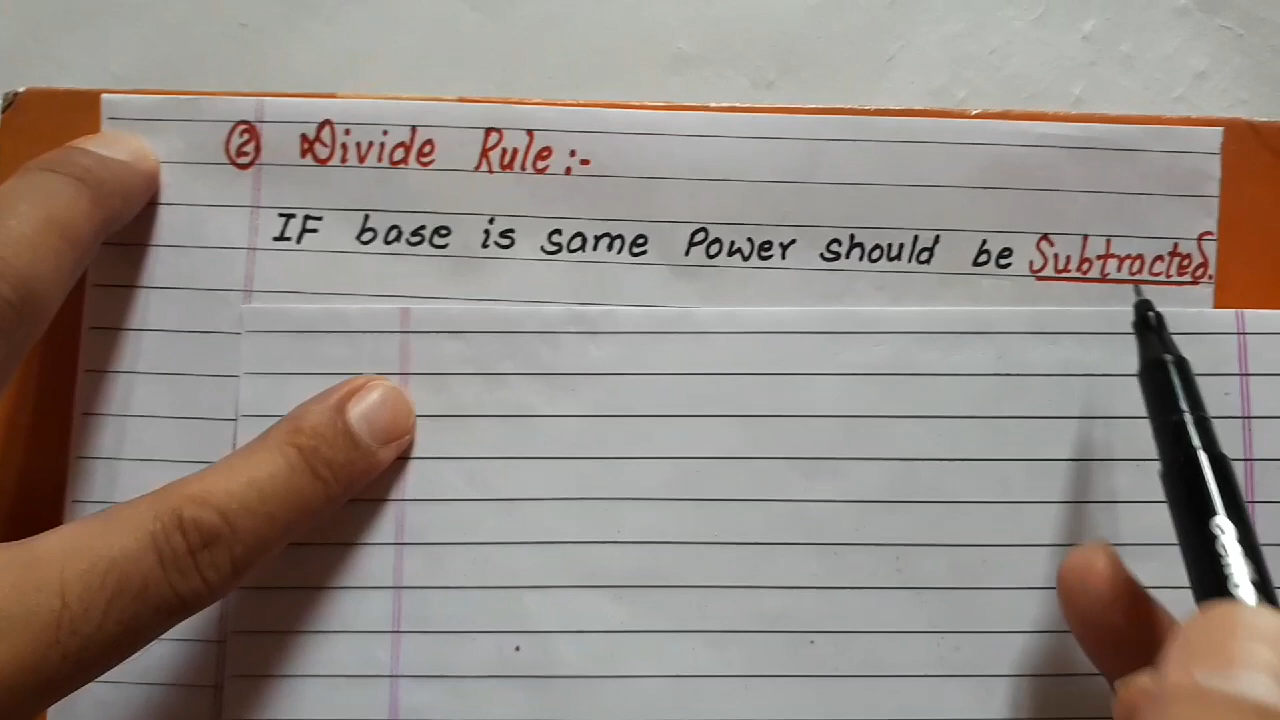 ② Divide Rule :-
IF base is same Power should be Subtracted.